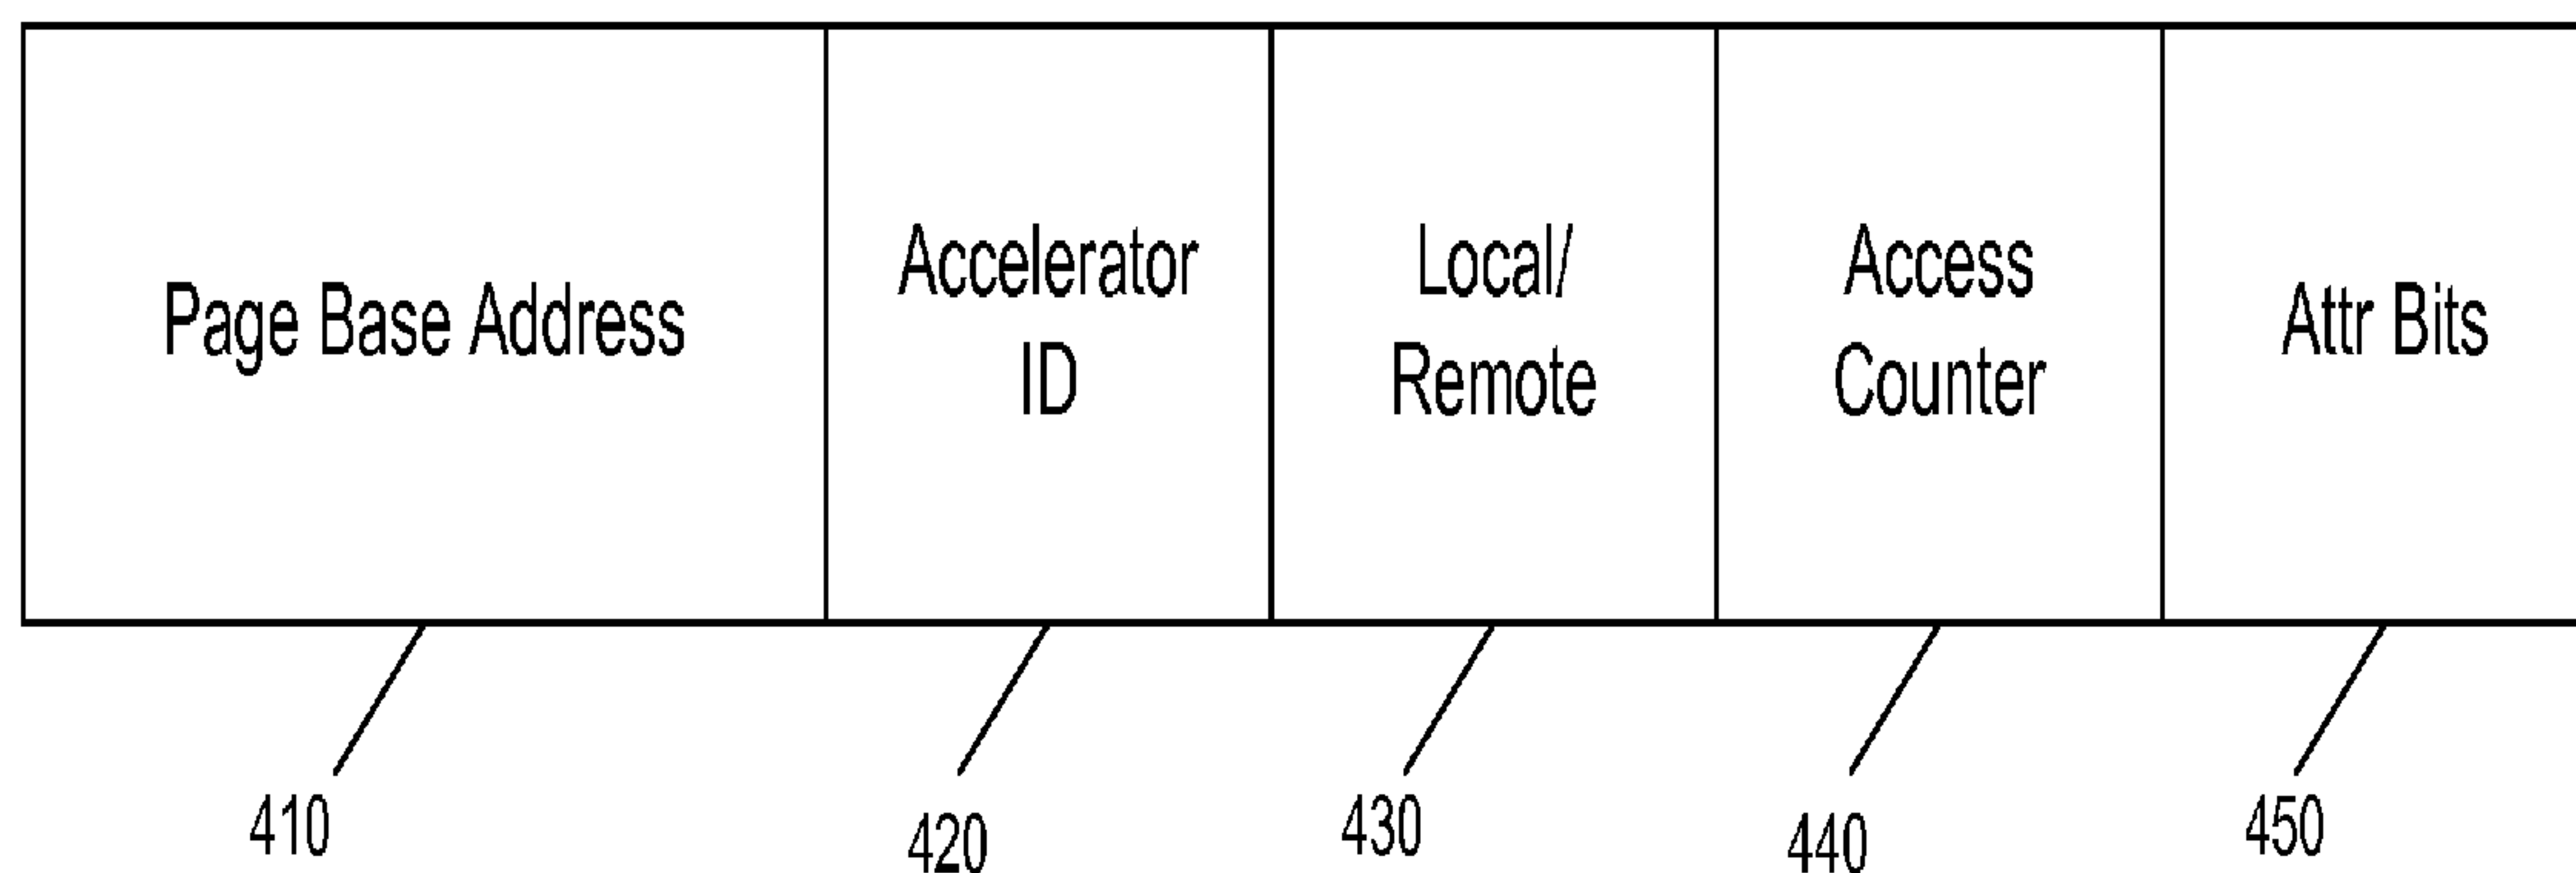 Page Base Address
Accelerator
ID
Local/
Remote
Access
Counter
Attr Bits
410
420
430
440
450